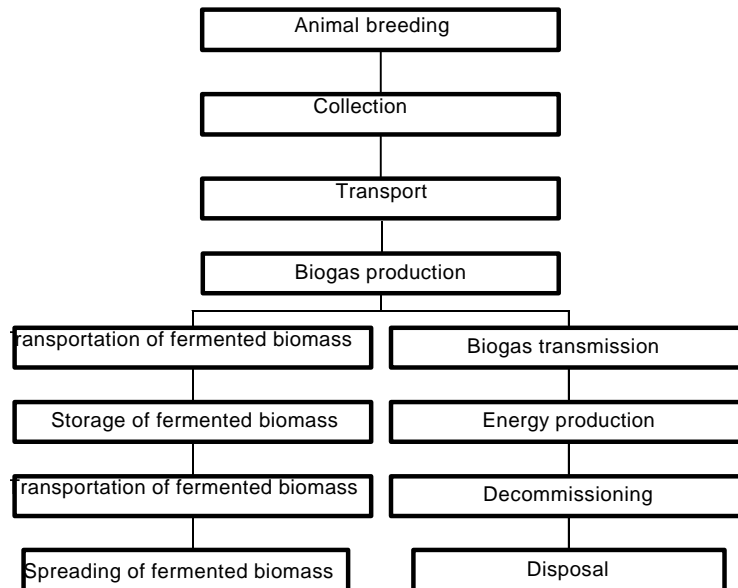 Animal breeding
Collection
Transport
Biogas production
Transportation of fermented biomass
Biogas transmission
Storage of fermented biomass
Energy production
Transportation of fermented biomass
Decommissioning
Spreading of fermented biomass
Disposal